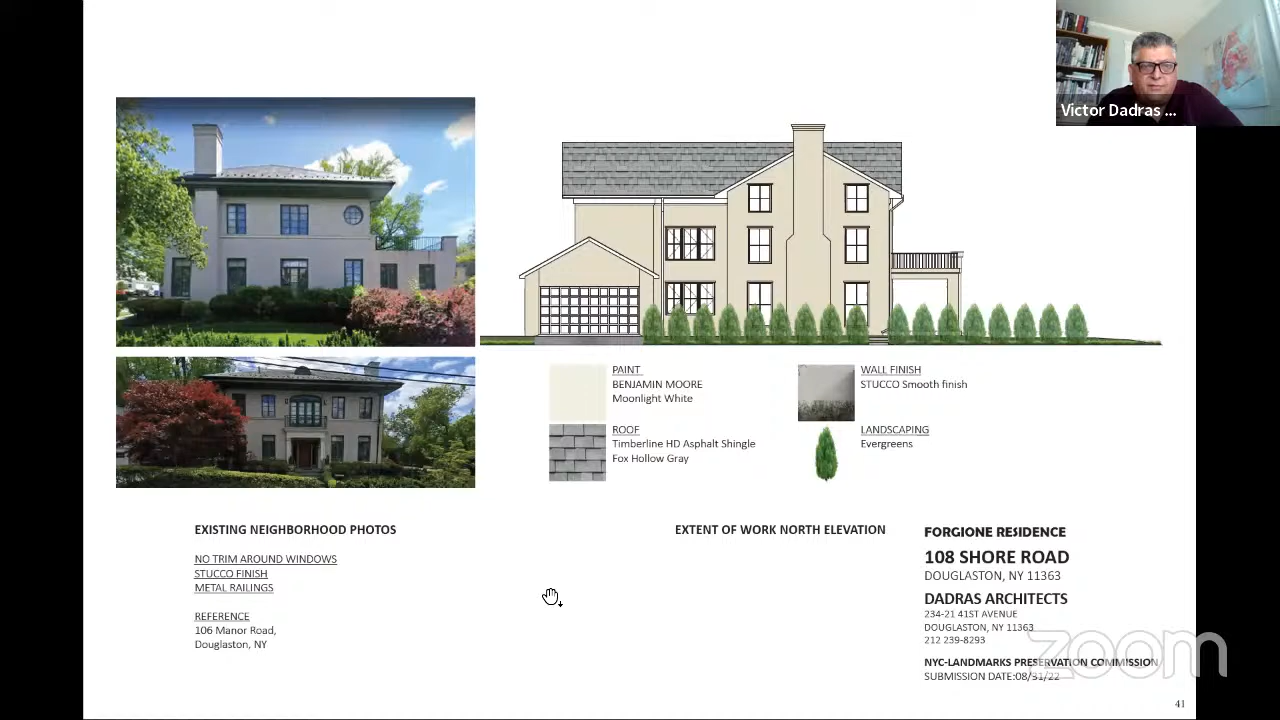 Victor Dadras ...
PAINT
BENJAMIN MOORE
Moonlight White
WALL FINISH
STUCCO Smooth finish
ROOF
Timberline HD Asphalt Shingle
Fox Hollow Gray
LANDSCAPING
Evergreens
EXISTING NEIGHBORHOOD PHOTOS
NO TRIM AROUND WINDOWS
STUCCO FINISH
METAL RAILINGS
REFERENCE
106 Manor Road,
Douglaston, NY
EXTENT OF WORK NORTH ELEVATION
FORGIONE RESIDENCE
108 SHORE ROAD
DOUGLASTON, NY 11363
DADRAS ARCHITECTS
234-21 41ST AVENUE
DOUGLASTON, NY 11363
212 239-8293
NYC-LANDMARKS PRESERVATION COMMISSION
SUBMISSION DATE:08/31/22
zoom
41